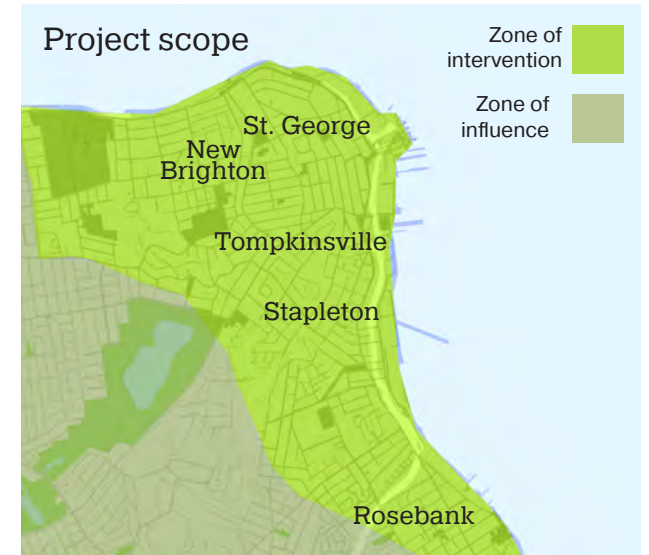 Project scope
Zone of
intervention
Zone of
influence
St. George
New
Brighton
Tompkinsville
Stapleton
Rosebank